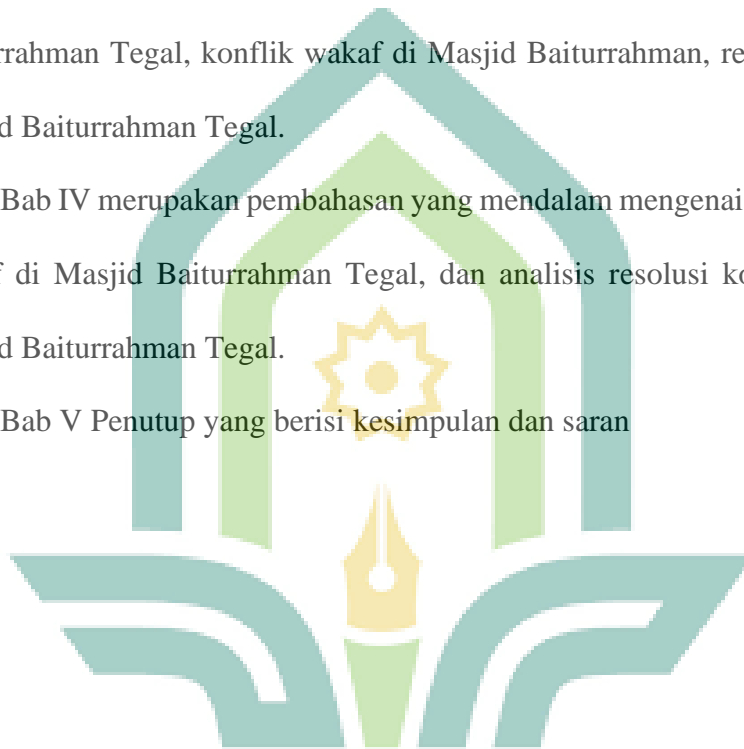 rrahman Tegal, konflik wakaf di Masjid Baiturrahman, re
d Baiturrahman Tegal.
Bab IV merupakan pembahasan yang mendalam mengenai
di Masjid Baiturrahman Tegal, dan analisis resolusi ko
d Baiturrahman Tegal.
Bab V Penutup yang berisi kesimpulan dan saran